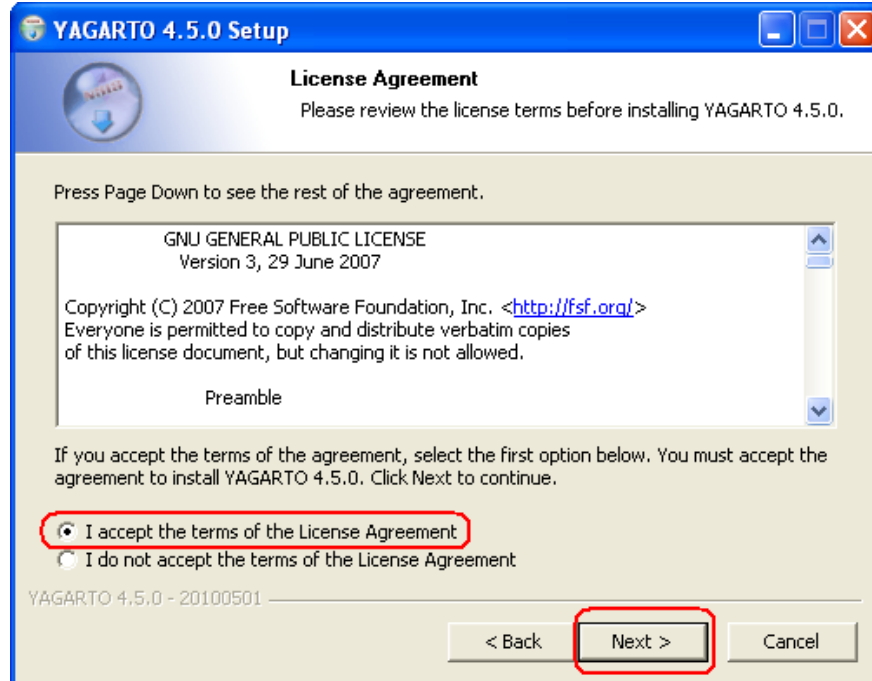 YAGARTO 4.5.0 Setup
License Agreement
Please review the license terms before installing YAGARTO 4.5.0.
Press Page Down to see the rest of the agreement.
GNU GENERAL PUBLIC LICENSE
Version 3, 29 June 2007
Copyright (C) 2007 Free Software Foundation, Inc. <http://fsf.org/>
Everyone is permitted to copy and distribute verbatim copies
of this license document, but changing it is not allowed.
Preamble
If you accept the terms of the agreement, select the first option below. You must accept the
agreement to install YAGARTO 4.5.0. Click Next to continue.
I accept the terms of the License Agreement
I do not accept the terms of the License Agreement
YAGARTO 4.5.0 - 20100501
< Back
Next >
Cancel